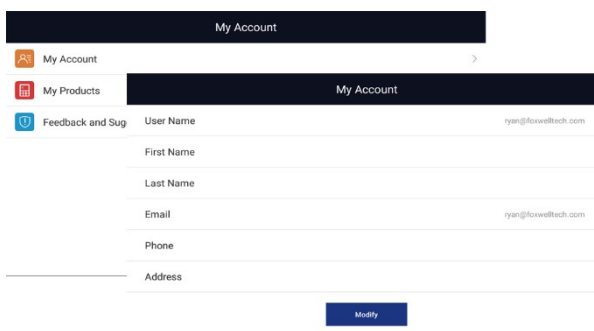 My Account
My Account
>
My Products
Feedback and Sug
My Account
User Name ryan@foxwelltech.com
First Name
Last Name
Email ryan@foxwelltech.com
Phone
Address
Modify